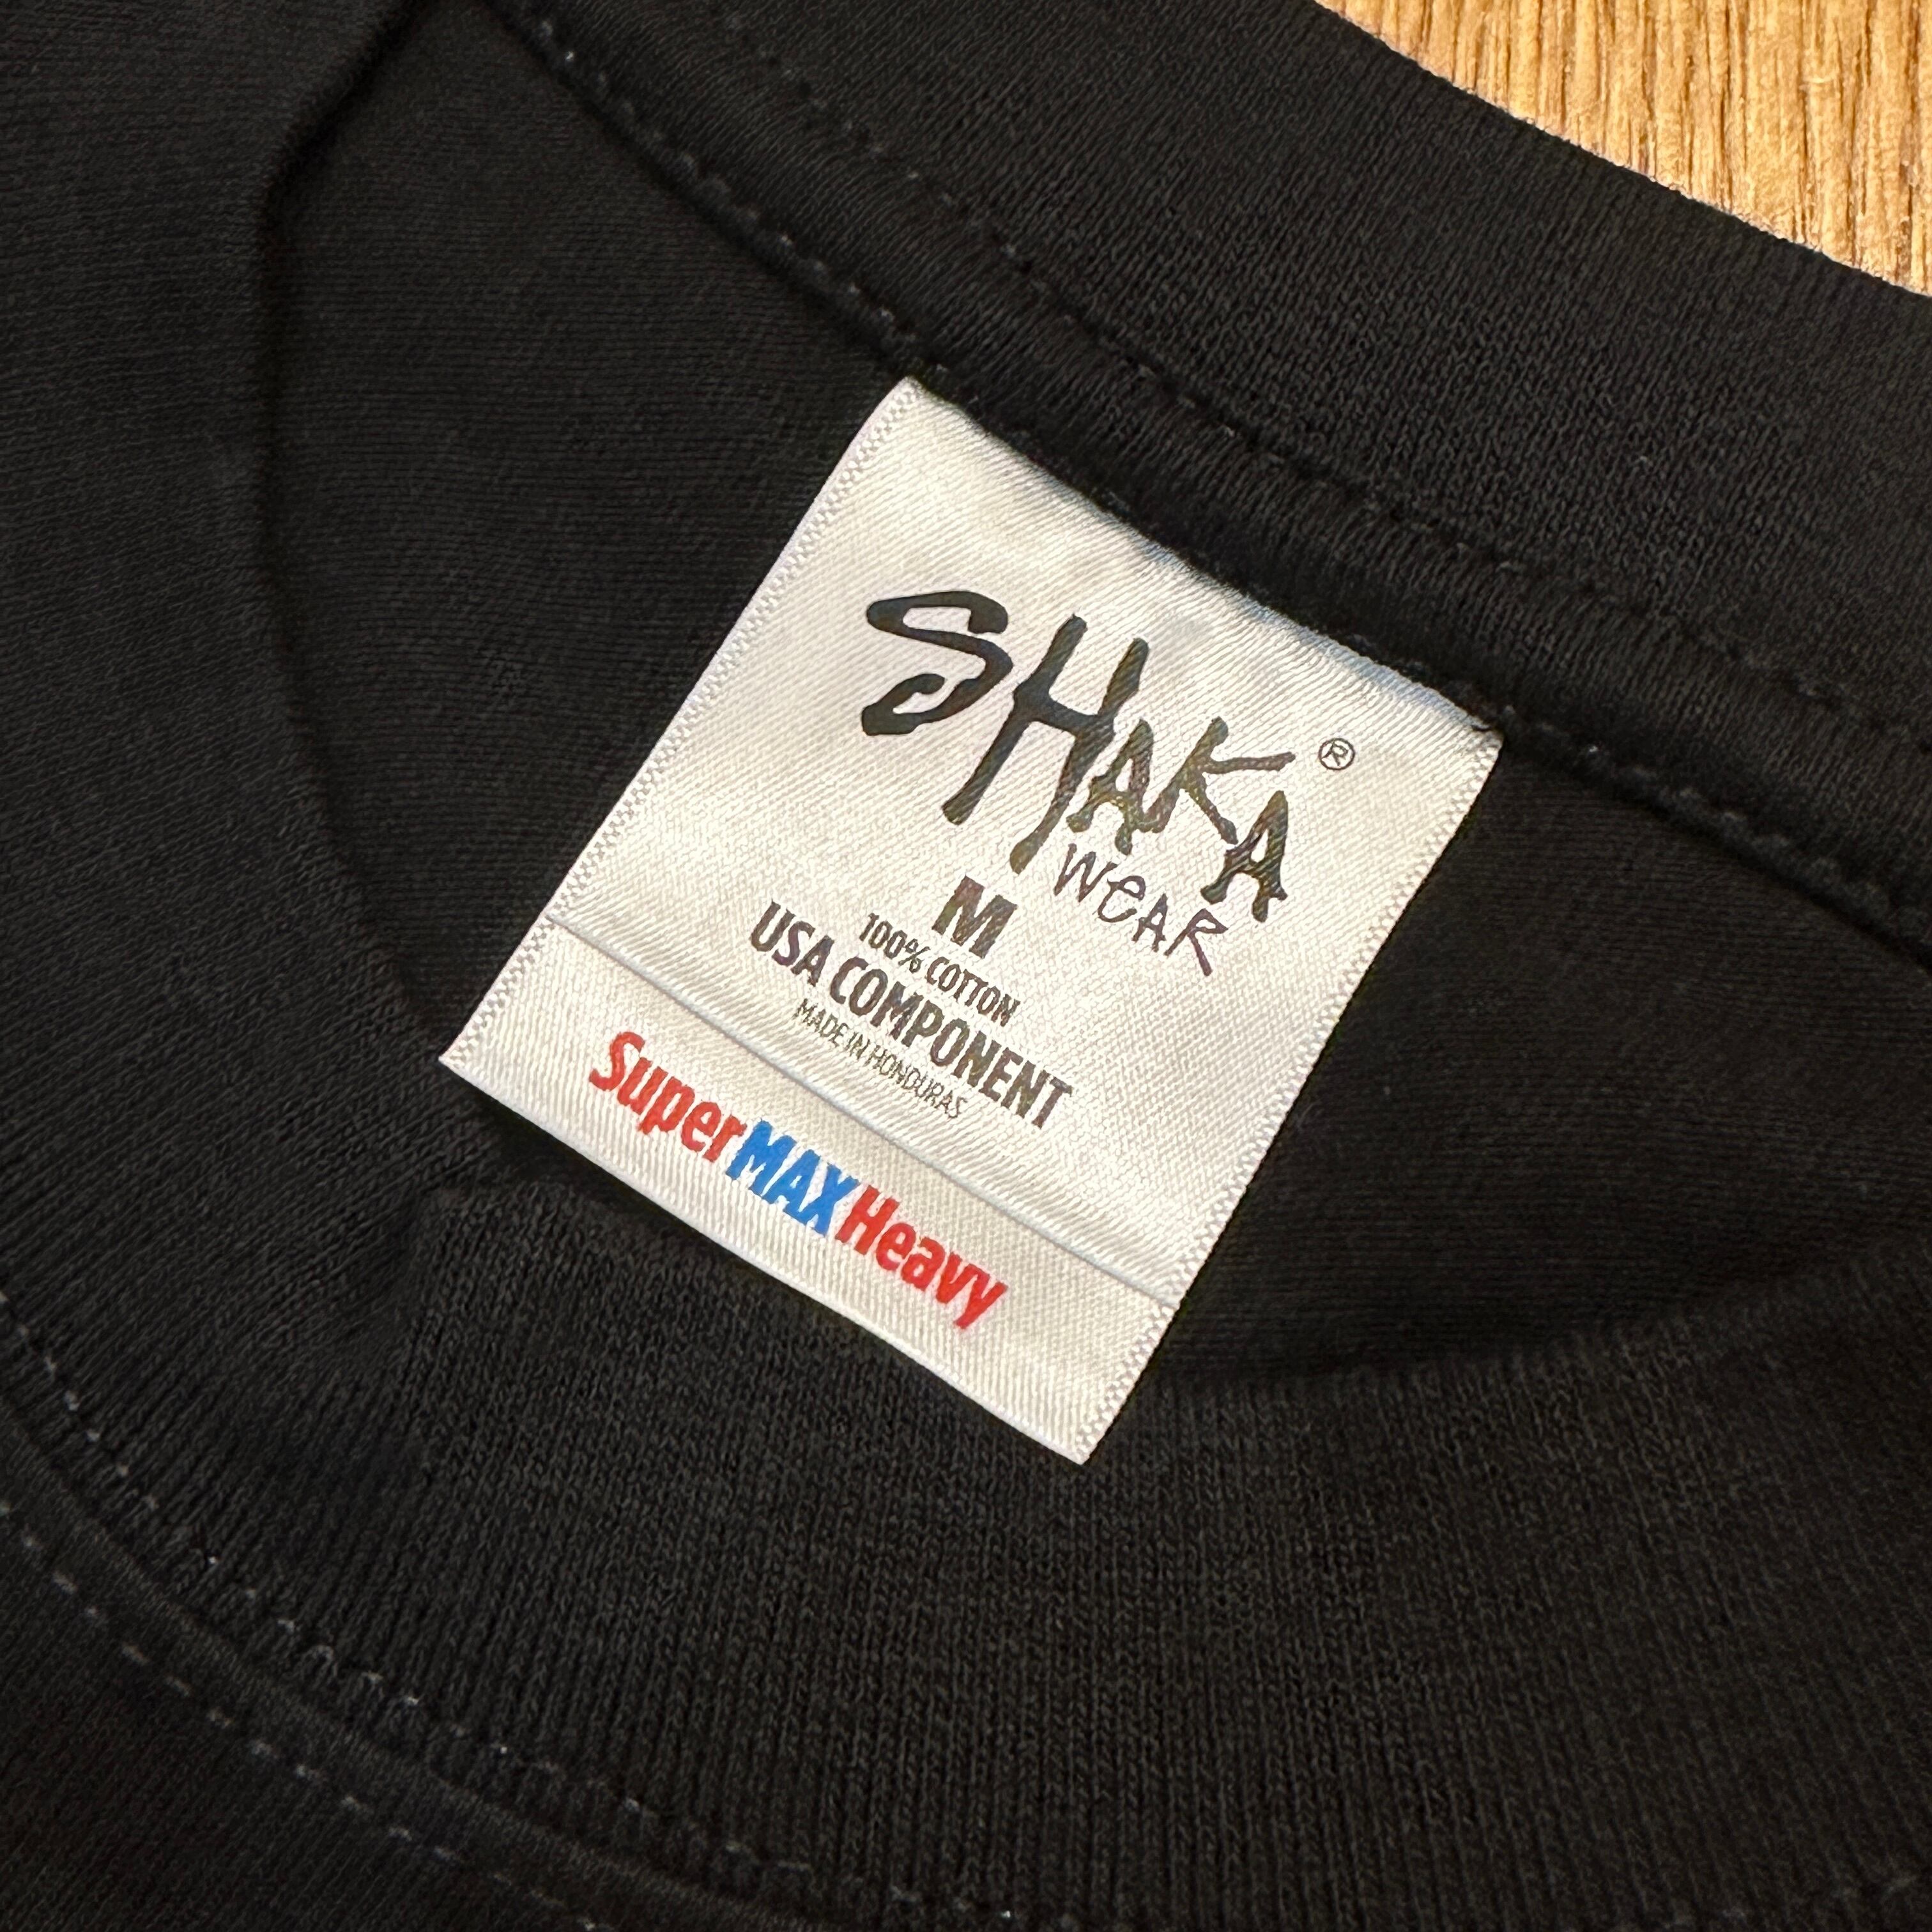 SHAKA ®
WEAR
M
100% COTTON
USA COMPONENT
MADE IN HONDURAS
SuperMAXHeavy